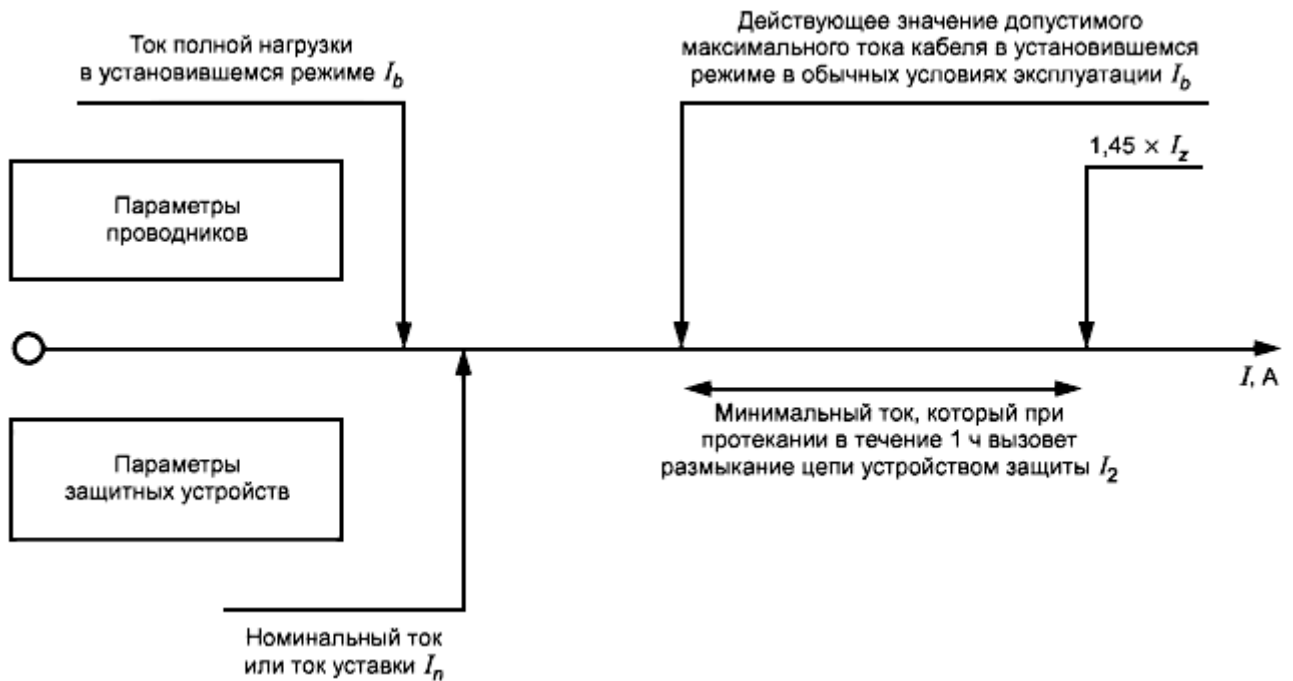 Ток полной нагрузки
в установившемся режиме I_b
Действующее значение допустимого
максимального тока кабеля в установившемся
режиме в обычных условиях эксплуатации I_b
1,45 × I_z
Параметры
проводников
I, А
Минимальный ток, который при
протекании в течение 1 ч вызовет
размыкание цепи устройством защиты I_2
Параметры
защитных устройств
Номинальный ток
или ток уставки I_n